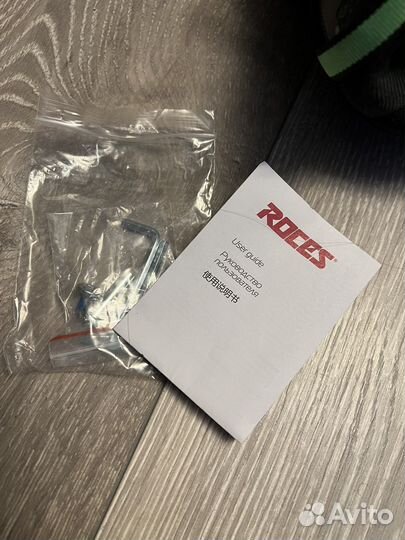 ROCES®
User guide
Руководство
пользователя
使用说明书
Avito